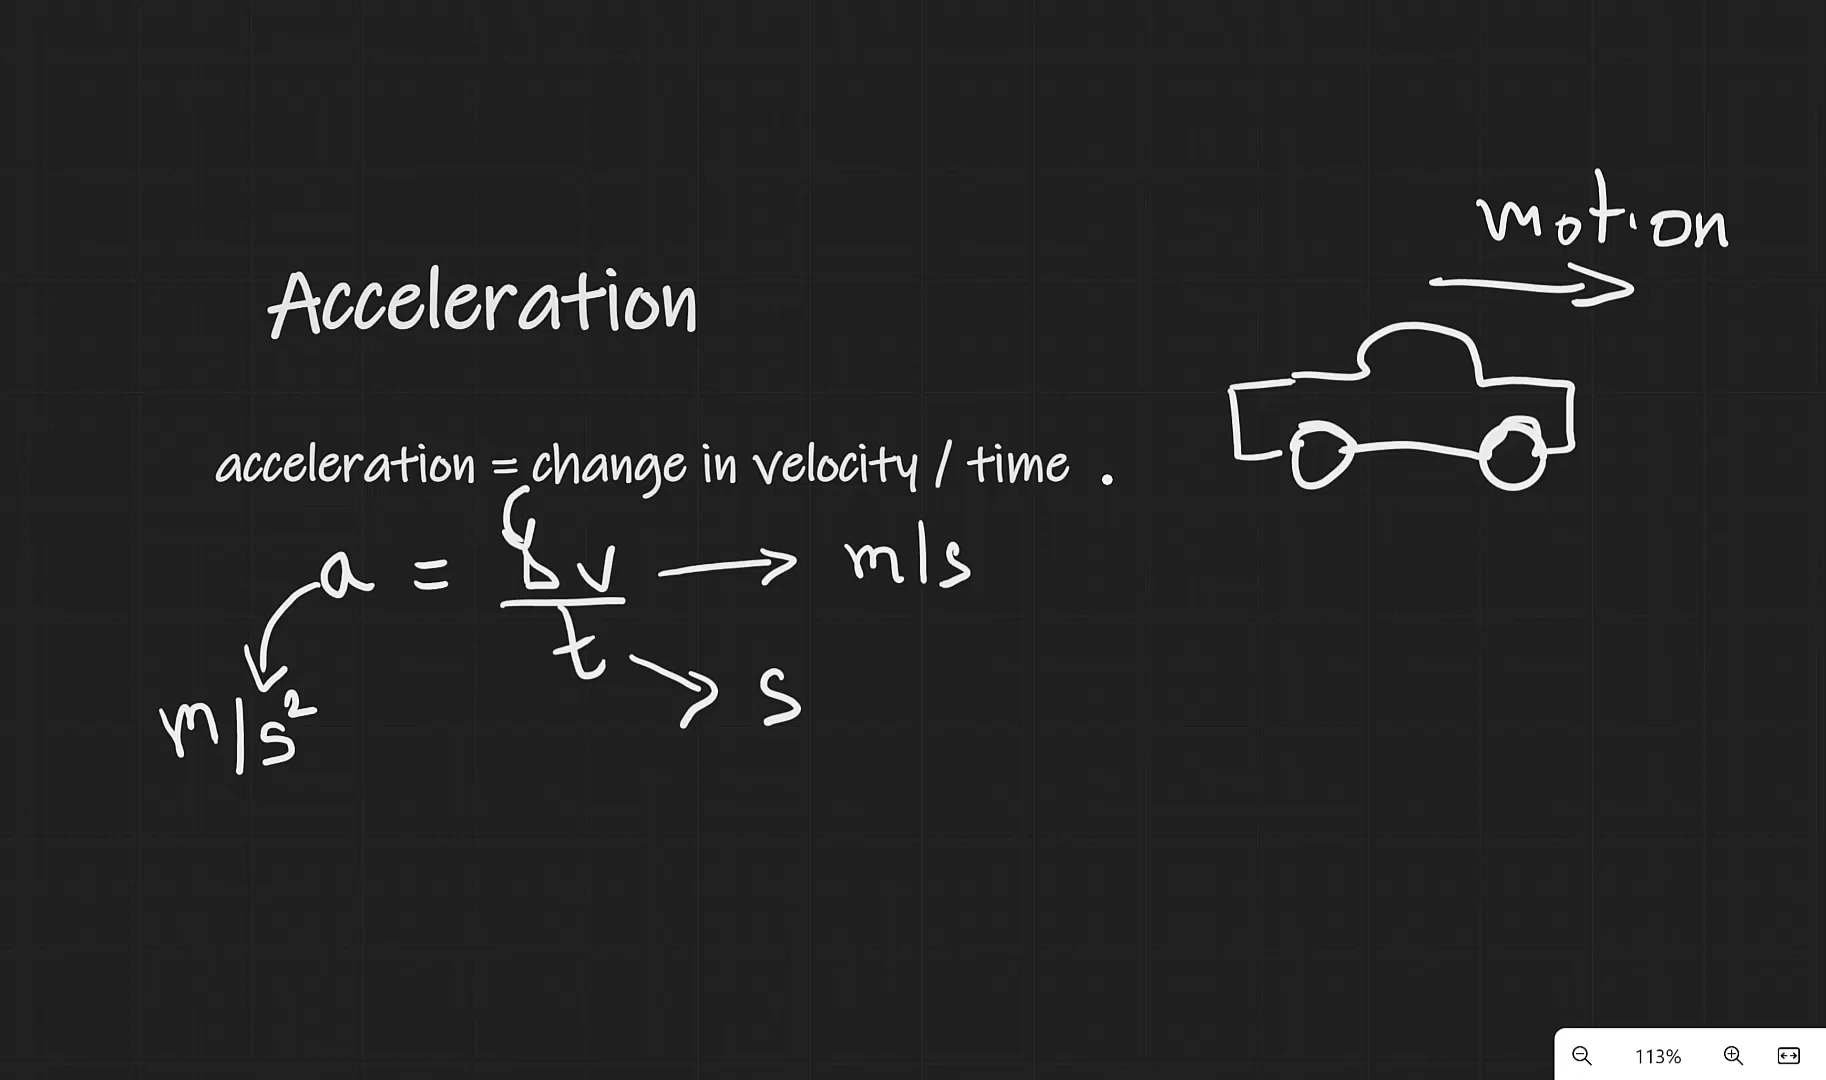 motion
Acceleration
acceleration = change in velocity / time .
a = Δv / t → m/s
→ s
m/s²
113%